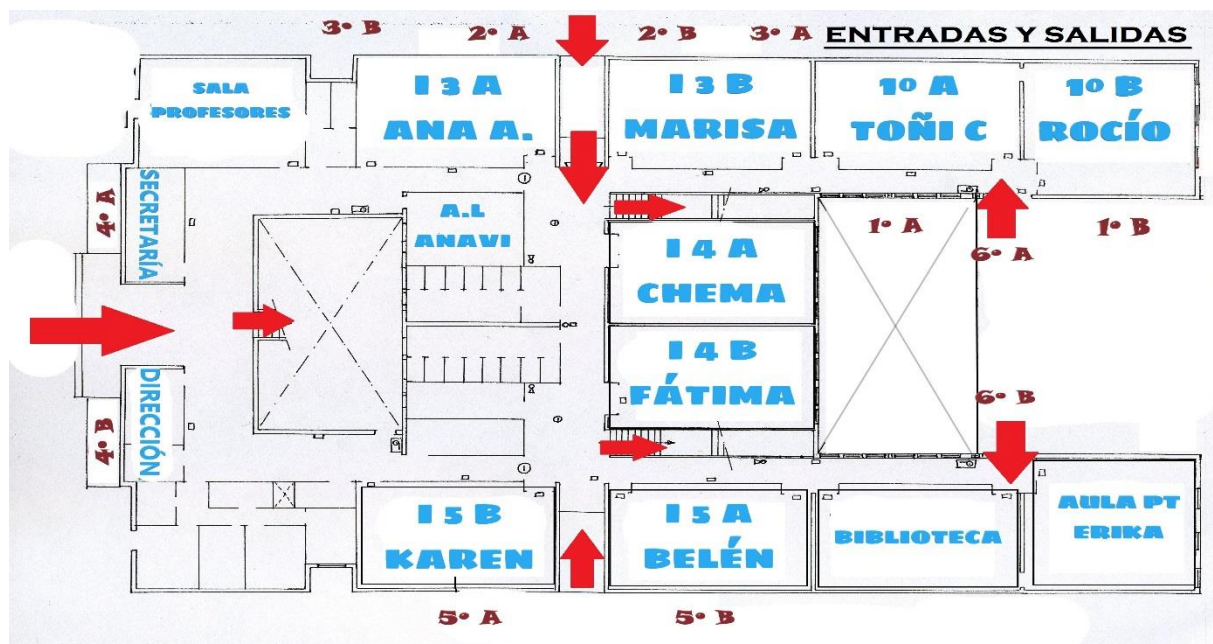 ENTRADAS Y SALIDAS
3º B
2º A
2º B
3º A
SALA
PROFESORES
I 3 A
ANA A.
I 3 B
MARISA
1º A
TOÑI C
1º B
ROCÍO
4º A
SECRETARÍA
A.L
ANAVI
I 4 A
CHEMA
1º A
6º A
1º B
I 4 B
FÁTIMA
6º B
4º B
DIRECCIÓN
I 5 B
KAREN
I 5 A
BELÉN
BIBLIOTECA
AULA PT
ERIKA
5º A
5º B